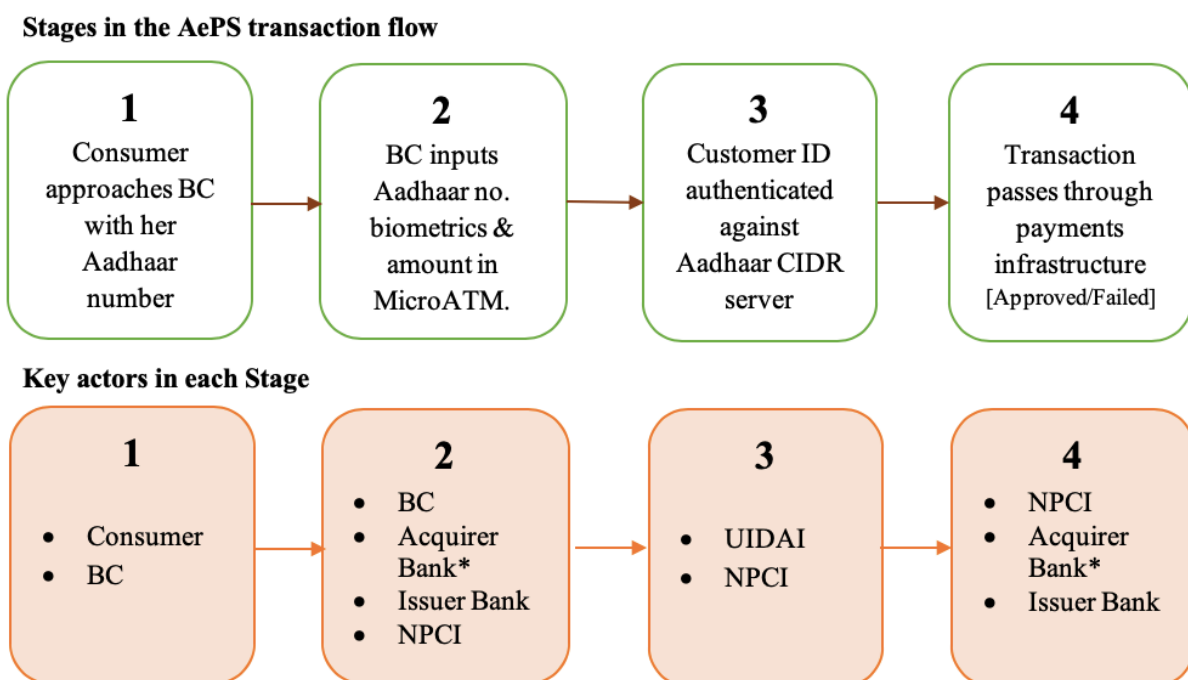 Stages in the AePS transaction flow
1
Consumer
approaches BC
with her
Aadhaar
number
2
BC inputs
Aadhaar no.
biometrics &
amount in
MicroATM.
3
Customer ID
authenticated
against
Aadhaar CIDR
server
4
Transaction
passes through
payments
infrastructure
[Approved/Failed]
Key actors in each Stage
1
• Consumer
• BC
2
• BC
• Acquirer
Bank*
• Issuer Bank
• NPCI
3
• UIDAI
• NPCI
4
• NPCI
• Acquirer
Bank*
• Issuer Bank